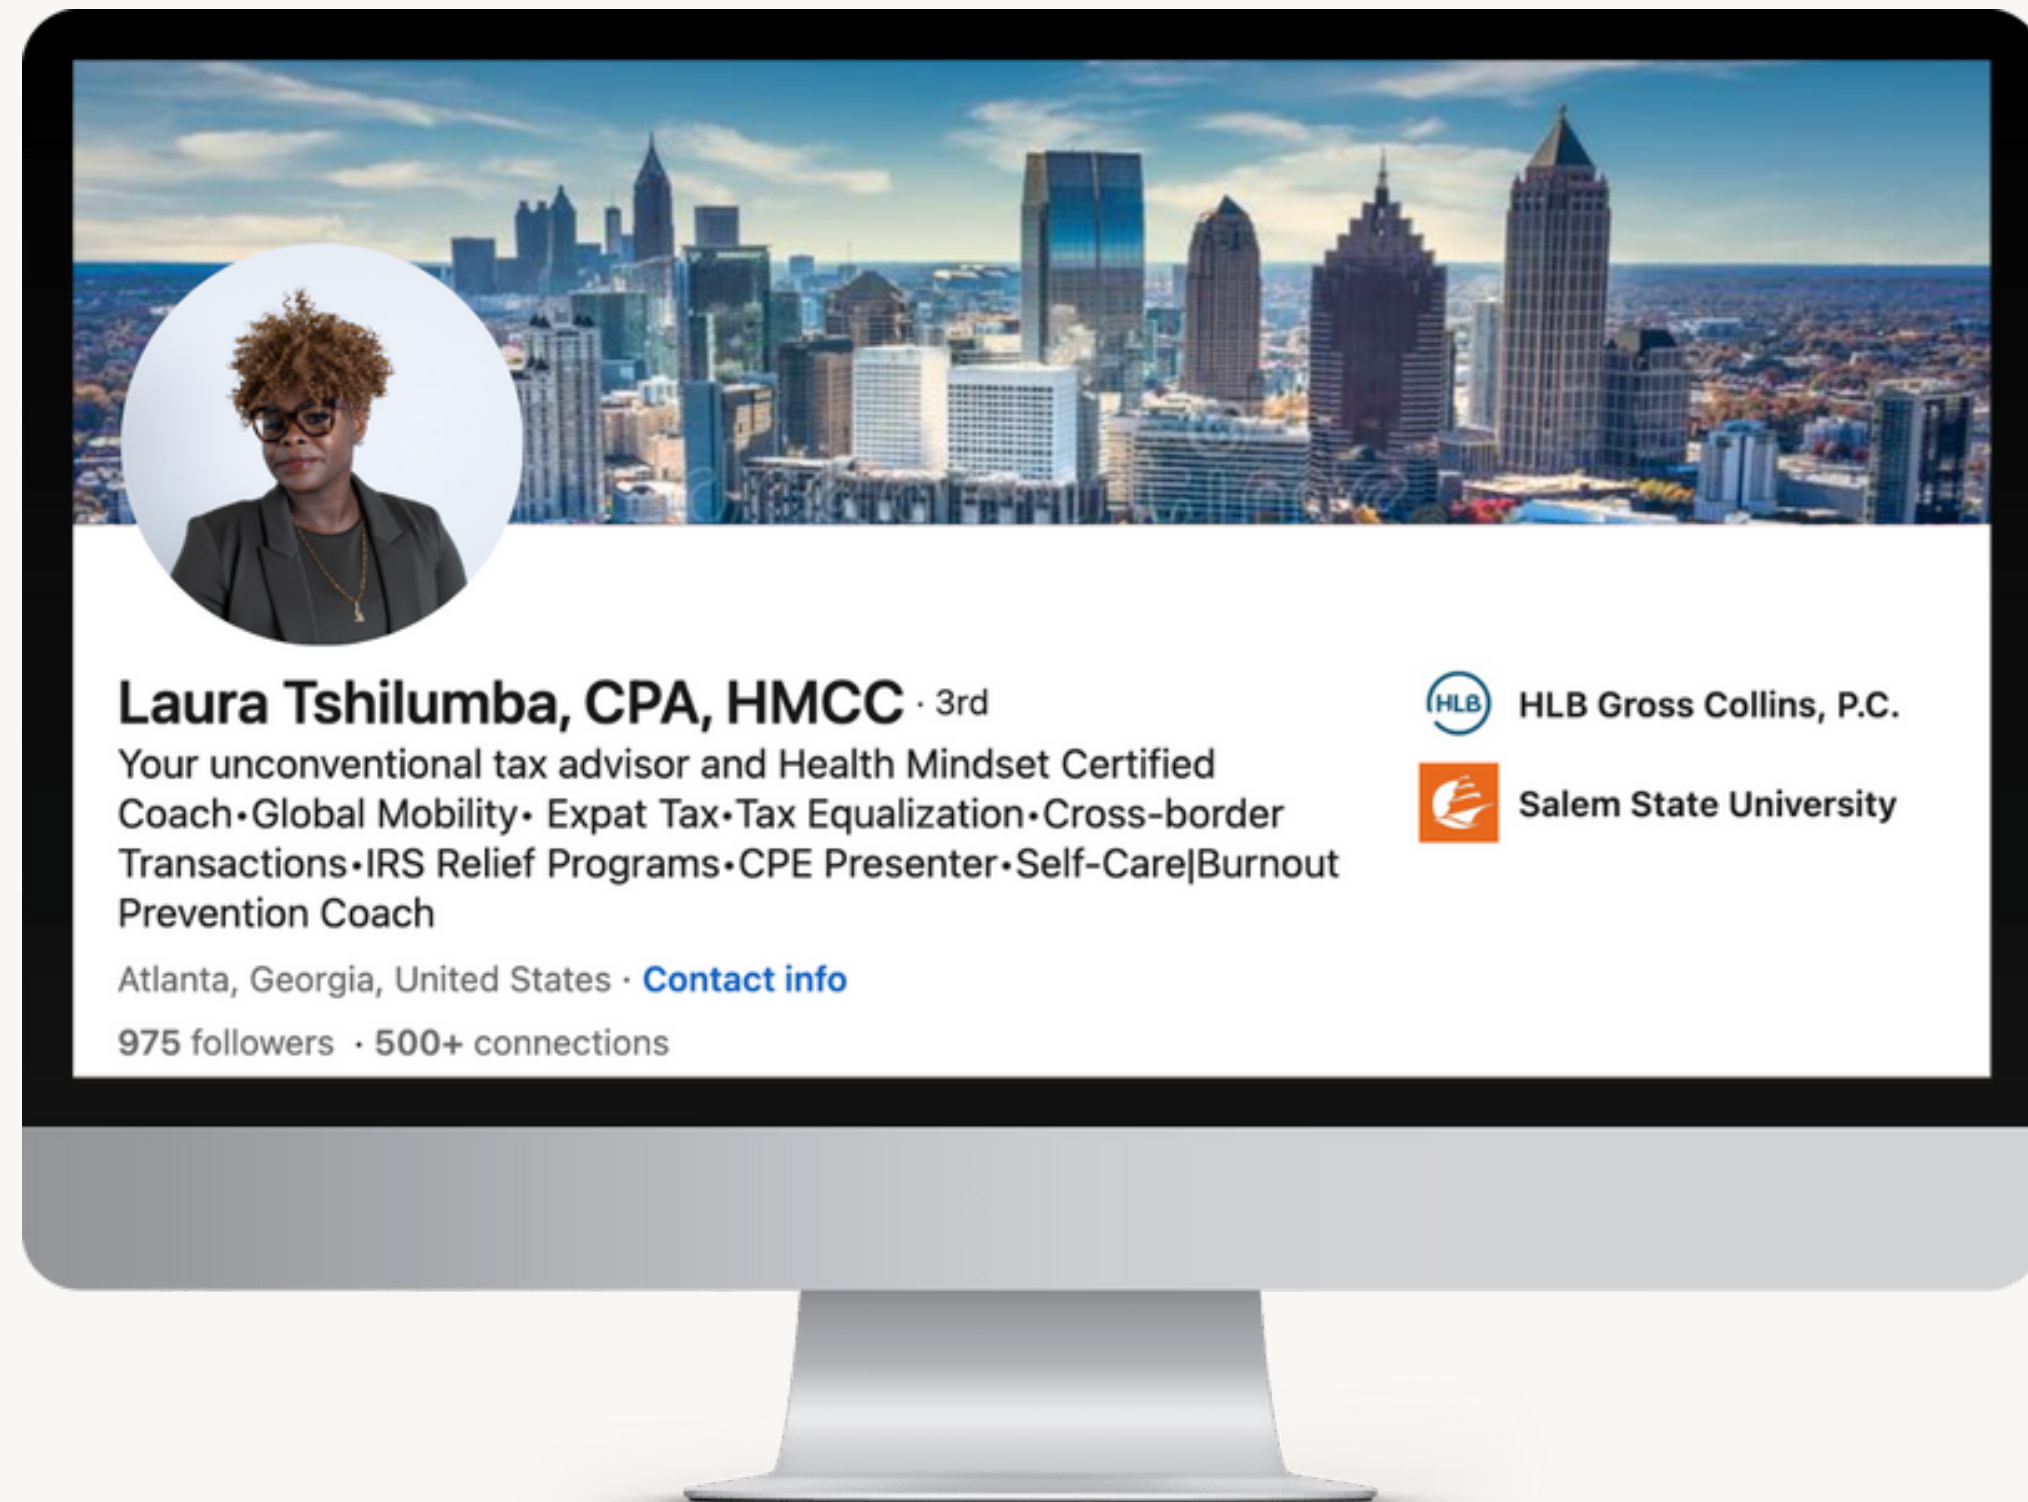 Laura Tshilumba, CPA, HMCC · 3rd
Your unconventional tax advisor and Health Mindset Certified
Coach•Global Mobility• Expat Tax•Tax Equalization•Cross-border
Transactions•IRS Relief Programs•CPE Presenter•Self-Care|Burnout
Prevention Coach
Atlanta, Georgia, United States · Contact info
975 followers · 500+ connections
HLB HLB Gross Collins, P.C.
Salem State University